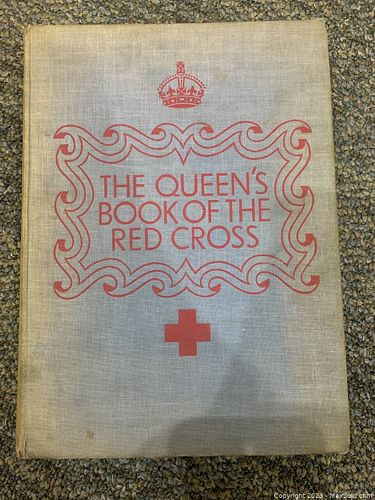 THE QUEEN'S
BOOK OF THE
RED CROSS
Copyright 2023 - MaxSold.com